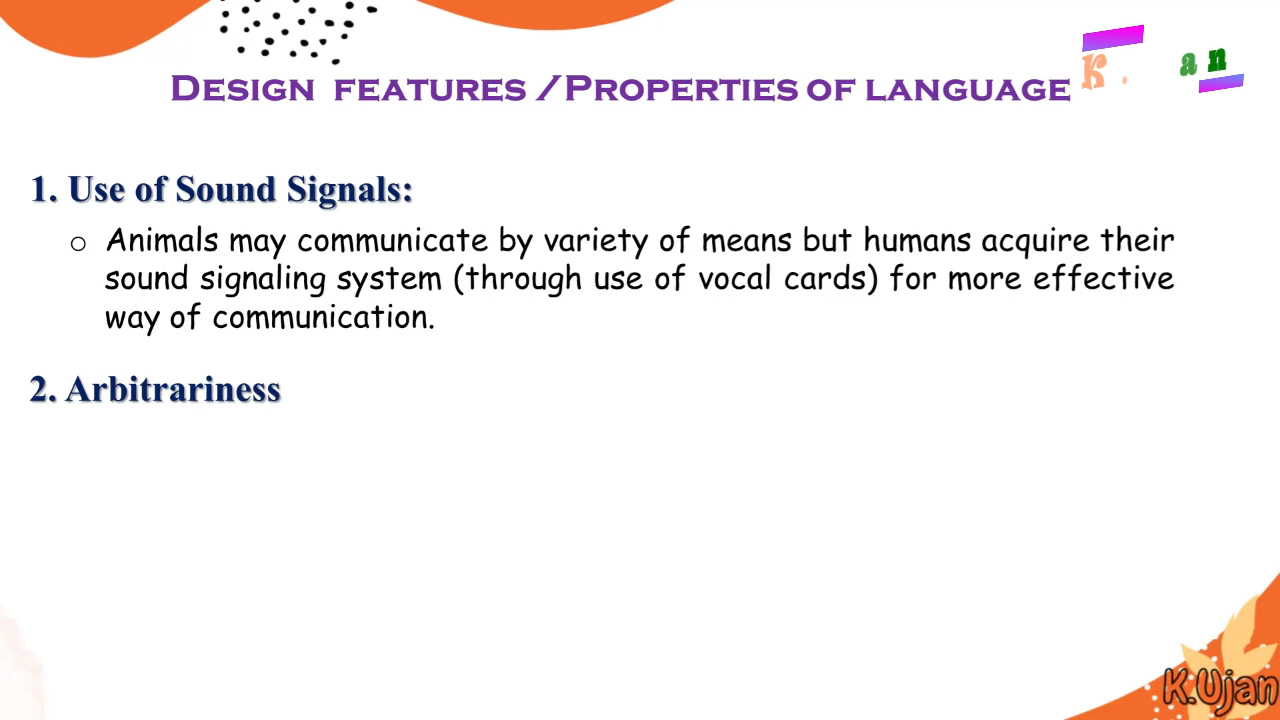 DESIGN FEATURES /PROPERTIES OF LANGUAGE
K. an
1. Use of Sound Signals:
o Animals may communicate by variety of means but humans acquire their
sound signaling system (through use of vocal cards) for more effective
way of communication.
2. Arbitrariness
K.Ujan